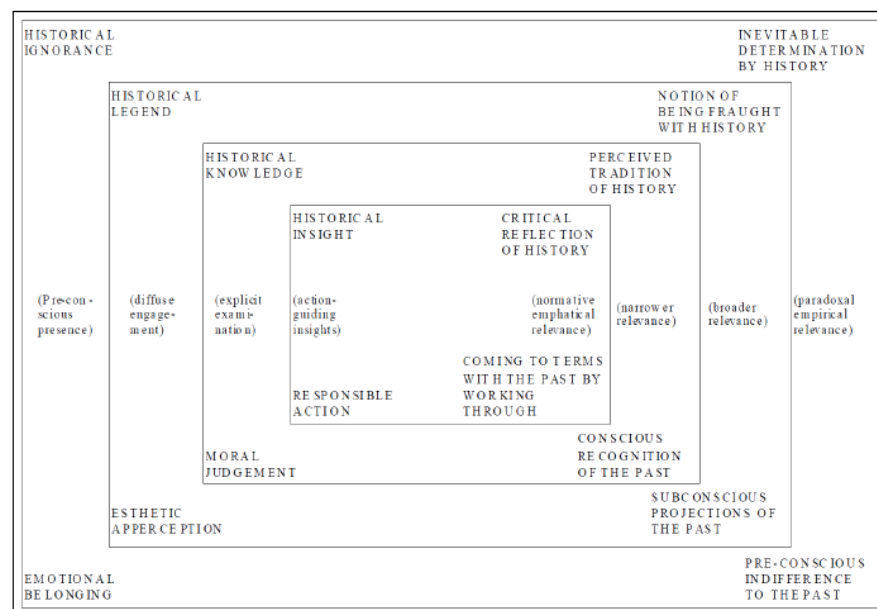 HISTORICAL
IGNORANCE
INEVITABLE
DETERMINATION
BY HISTORY
HISTORICAL
LEGEND
NOTION OF
BEING FRAUGHT
WITH HISTORY
HISTORICAL
KNOWLEDGE
PERCEIVED
TRADITION
OF HISTORY
HISTORICAL
INSIGHT
CRITICAL
REFLECTION
OF HISTORY
(Pre-con-
scious
presence)
(diffuse
engage-
ment)
(explicit
exami-
nation)
(action-
guiding
insights)
(normative
emphatical
relevance)
(narrower
relevance)
(broader
relevance)
(paradoxal
empirical
relevance)
RESPONSIBLE
ACTION
COMING TO TERMS
WITH THE PAST BY
WORKING
THROUGH
MORAL
JUDGEMENT
CONSCIOUS
RECOGNITION
OF THE PAST
ESTHETIC
APPERCEPTION
SUBCONSCIOUS
PROJECTIONS OF
THE PAST
EMOTIONAL
BELONGING
PRE-CONSCIOUS
INDIFFERENCE
TO THE PAST